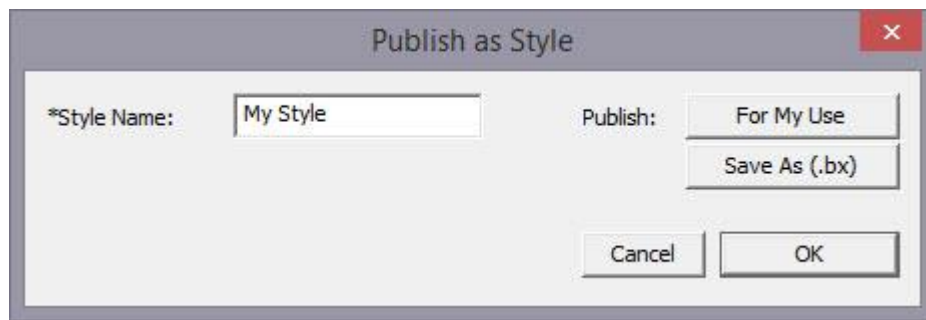 Publish as Style
*Style Name: My Style Publish: For My Use
Save As (.bx)
Cancel OK